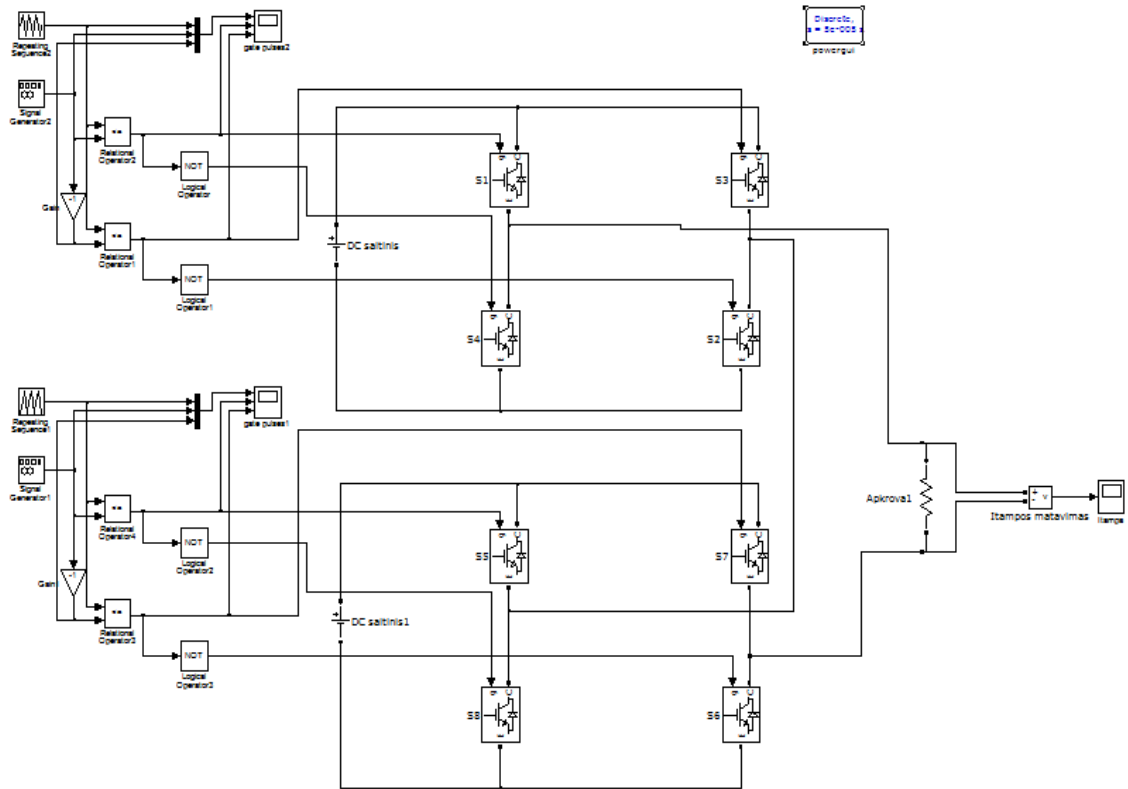 Repeating
Sequence2
gate pulses2
Discrete,
s = 5e-005 s
powergui
Signal
Generator2
Relational
Operator2
NOT
Logical
Operator
-1
Gain
Relational
Operator1
NOT
Logical
Operator1
g C
E
S1
g C
E
S3
+
DC saltinis
g C
E
S4
g C
E
S2
Repeating
Sequence1
gate pulses1
Signal
Generator1
Relational
Operator4
NOT
Logical
Operator2
-1
Gain
Relational
Operator3
NOT
Logical
Operator3
g C
E
S5
g C
E
S7
+
DC saltinis1
g C
E
S8
g C
E
S6
Apkrova1
+
-
v
Itampos matavimas
Itampa